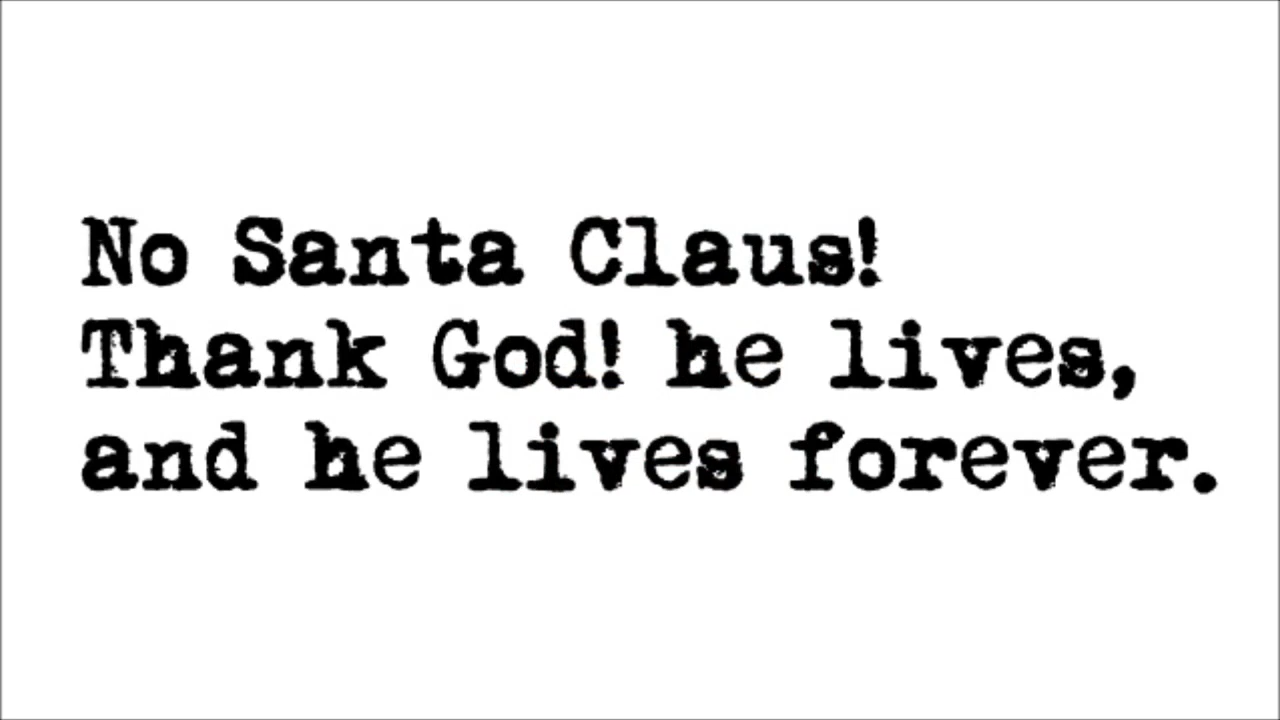 No Santa Claus!
Thank God! he lives,
and he lives forever.